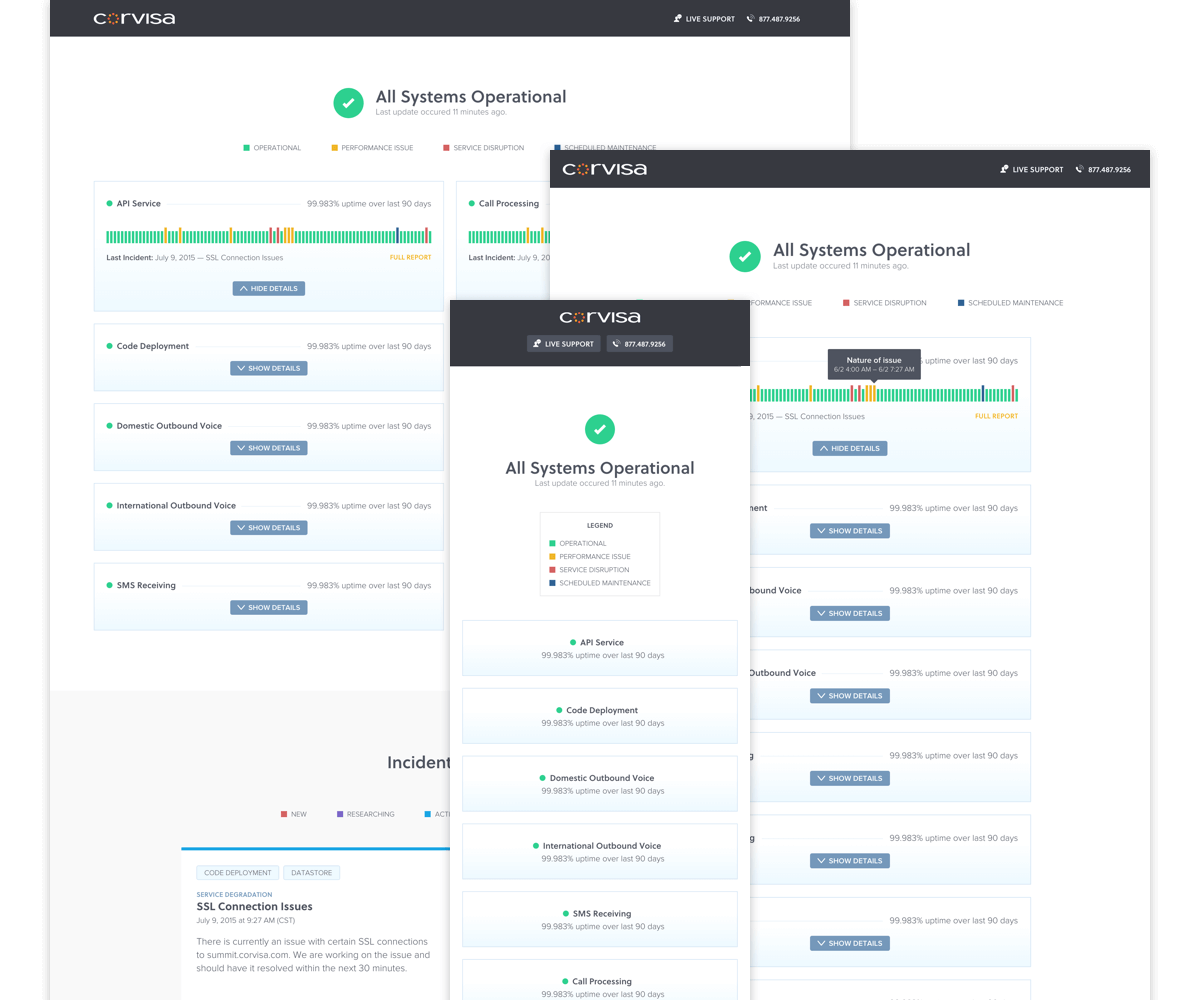 corvisa
LIVE SUPPORT
877.487.9256
All Systems Operational
Last update occured 11 minutes ago.
OPERATIONAL
PERFORMANCE ISSUE
SERVICE DISRUPTION
SCHEDULED MAINTENANCE
API Service
99.983% uptime over last 90 days
Last Incident: July 9, 2015 — SSL Connection Issues
FULL REPORT
HIDE DETAILS
Call Processing
Last Incident: July 9, 20
Code Deployment
99.983% uptime over last 90 days
SHOW DETAILS
Domestic Outbound Voice
99.983% uptime over last 90 days
SHOW DETAILS
International Outbound Voice
99.983% uptime over last 90 days
SHOW DETAILS
SMS Receiving
99.983% uptime over last 90 days
SHOW DETAILS
Incident
NEW
RESEARCHING
ACTI
CODE DEPLOYMENT
DATASTORE
SERVICE DEGRADATION
SSL Connection Issues
July 9, 2015 at 9:27 AM (CST)
There is currently an issue with certain SSL connections
to summit.corvisa.com. We are working on the issue and
should have it resolved within the next 30 minutes.
corvisa
LIVE SUPPORT
877.487.9256
All Systems Operational
Last update occured 11 minutes ago.
LEGEND
OPERATIONAL
PERFORMANCE ISSUE
SERVICE DISRUPTION
SCHEDULED MAINTENANCE
API Service
99.983% uptime over last 90 days
Code Deployment
99.983% uptime over last 90 days
Domestic Outbound Voice
99.983% uptime over last 90 days
International Outbound Voice
99.983% uptime over last 90 days
SMS Receiving
99.983% uptime over last 90 days
Call Processing
99.983% uptime over last 90 days
corvisa
LIVE SUPPORT
877.487.9256
All Systems Operational
Last update occured 11 minutes ago.
FORMANCE ISSUE
SERVICE DISRUPTION
SCHEDULED MAINTENANCE
Nature of issue
6/2 4:00 AM – 6/2 7:27 AM
uptime over last 90 days
9, 2015 — SSL Connection Issues
FULL REPORT
HIDE DETAILS
ment
99.983% uptime over last 90 days
SHOW DETAILS
bound Voice
99.983% uptime over last 90 days
SHOW DETAILS
Outbound Voice
99.983% uptime over last 90 days
SHOW DETAILS
g
99.983% uptime over last 90 days
SHOW DETAILS
g
99.983% uptime over last 90 days
SHOW DETAILS
99.983% uptime over last 90 days
SHOW DETAILS